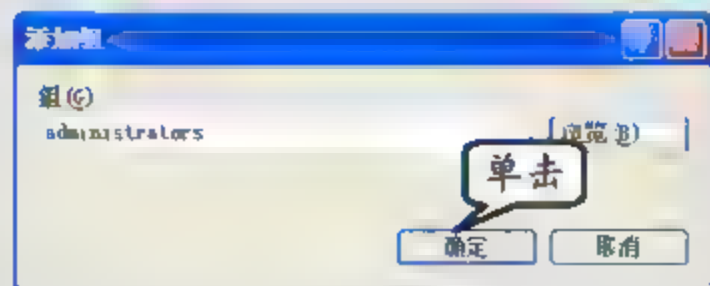 添加组
组(G)
administrators
浏览(B)
单击
确定
取消